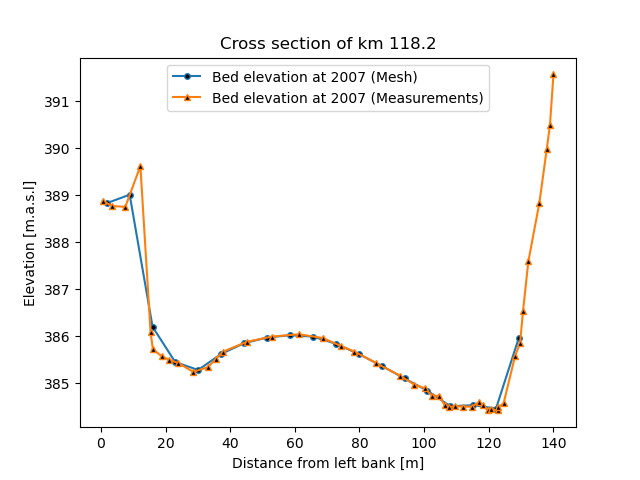 Cross section of km 118.2
Bed elevation at 2007 (Mesh)
Bed elevation at 2007 (Measurements)
Elevation [m.a.s.l]
391
390
389
388
387
386
385
0 20 40 60 80 100 120 140
Distance from left bank [m]